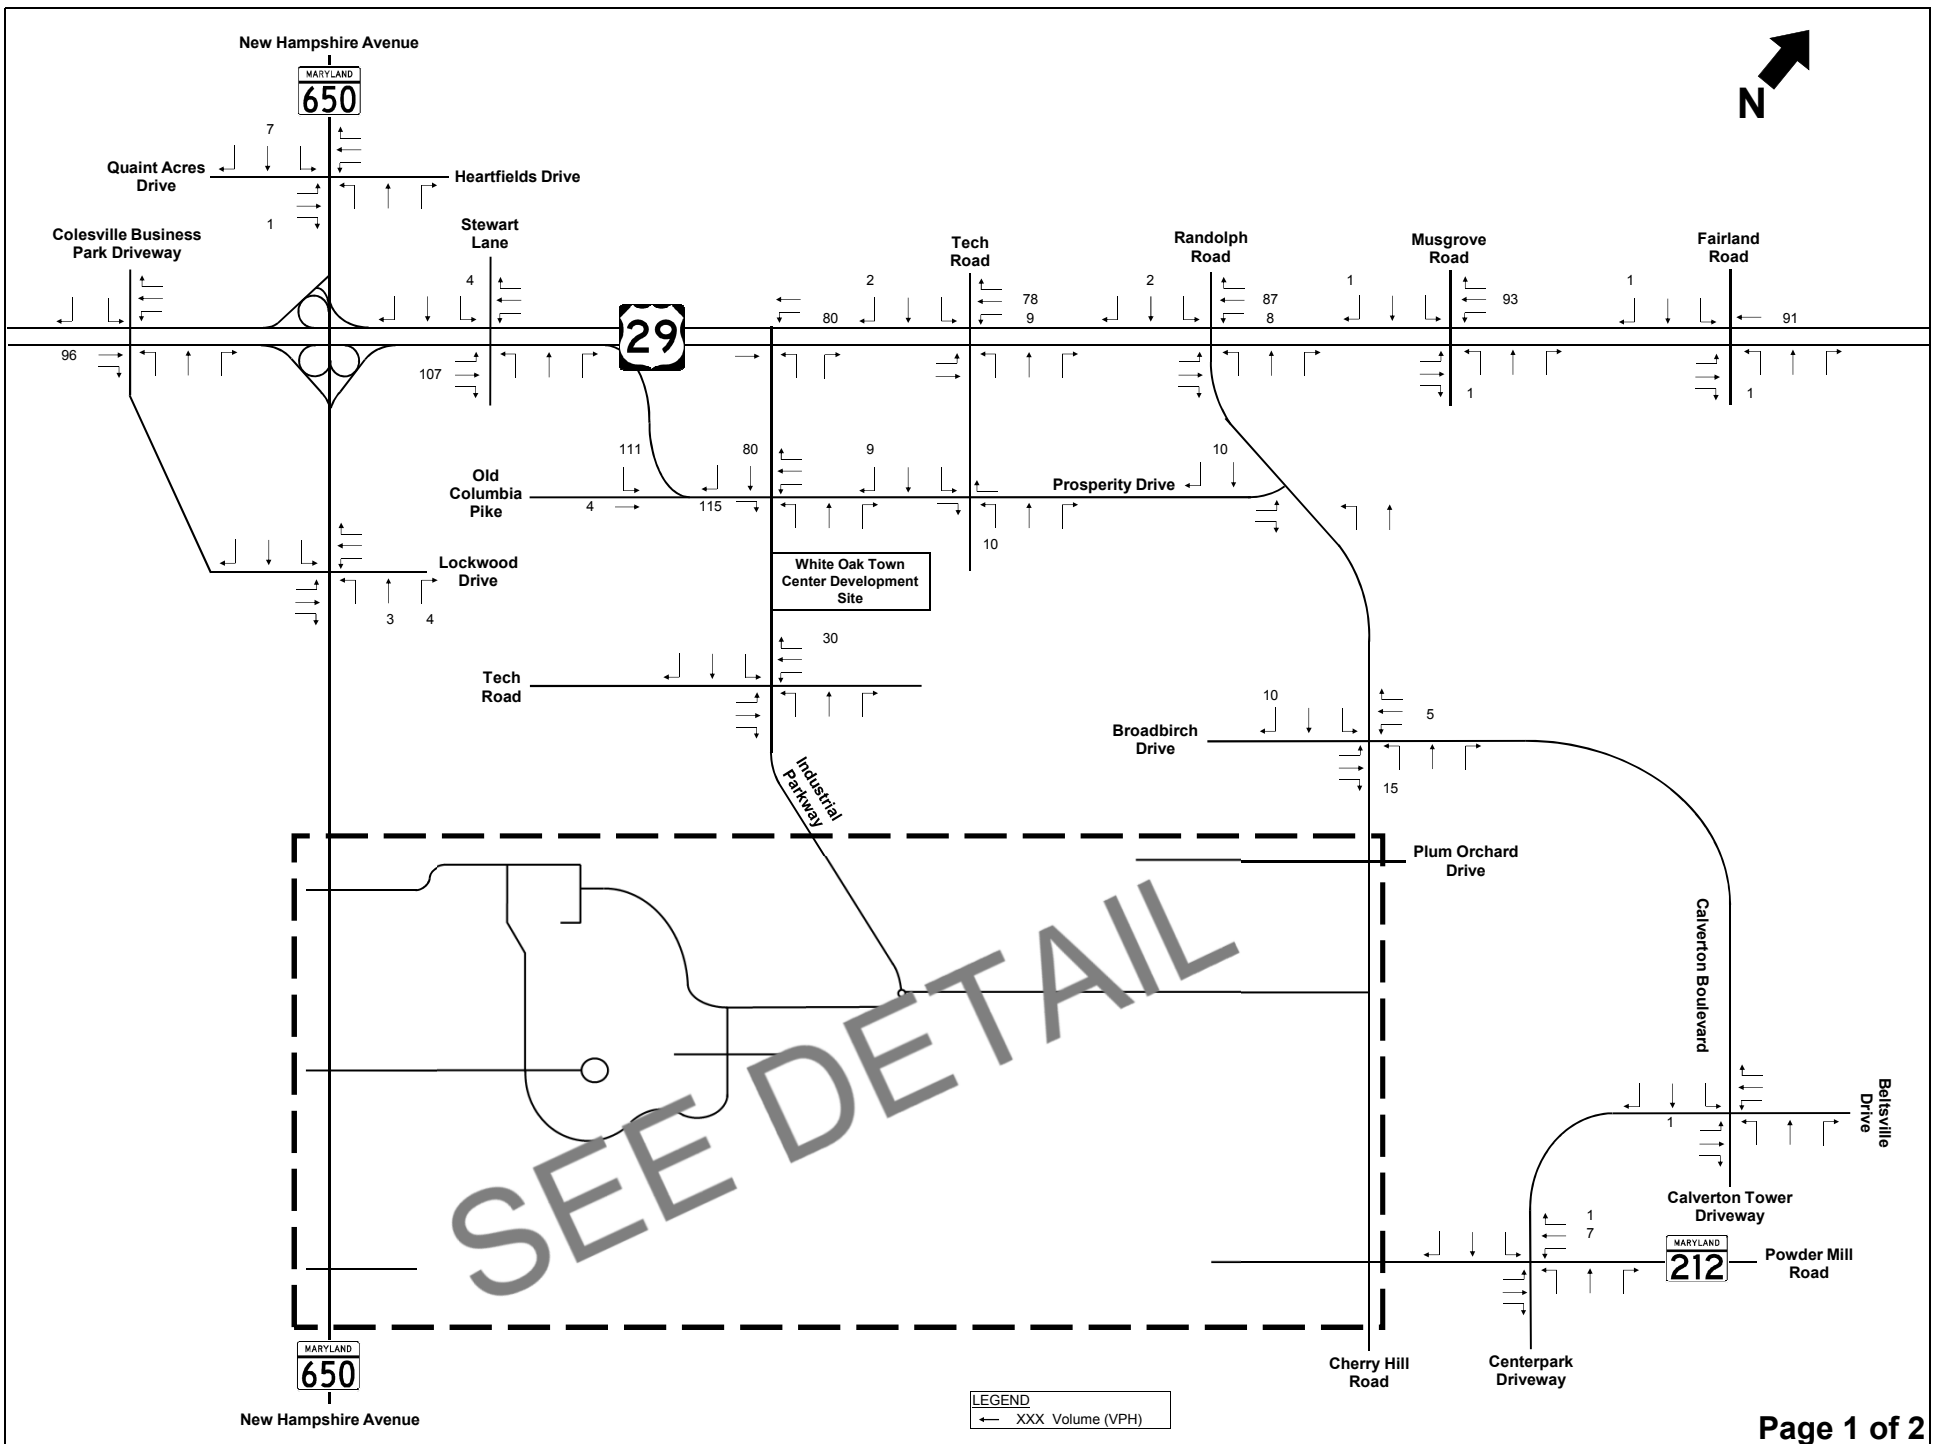 New Hampshire Avenue
MARYLAND
650
N
7
Quaint Acres
Drive
Heartfields Drive
1
Colesville Business
Park Driveway
Stewart
Lane
4
Tech
Road
Randolph
Road
Musgrove
Road
Fairland
Road
2
2
1
1
78
9
87
8
93
91
80
29
96
107
1
1
111
80
9
10
Old
Columbia
Pike
Prosperity Drive
4
115
10
White Oak Town
Center Development
Site
Lockwood
Drive
3
4
30
Tech
Road
10
5
Broadbirch
Drive
15
Industrial
Parkway
Plum Orchard
Drive
Calverton Boulevard
SEE DETAIL
Beltsville
Drive
1
Calverton Tower
Driveway
1
7
MARYLAND
212
Powder Mill
Road
MARYLAND
650
New Hampshire Avenue
Cherry Hill
Road
Centerpark
Driveway
LEGEND
XXX Volume (VPH)
Page 1 of 2